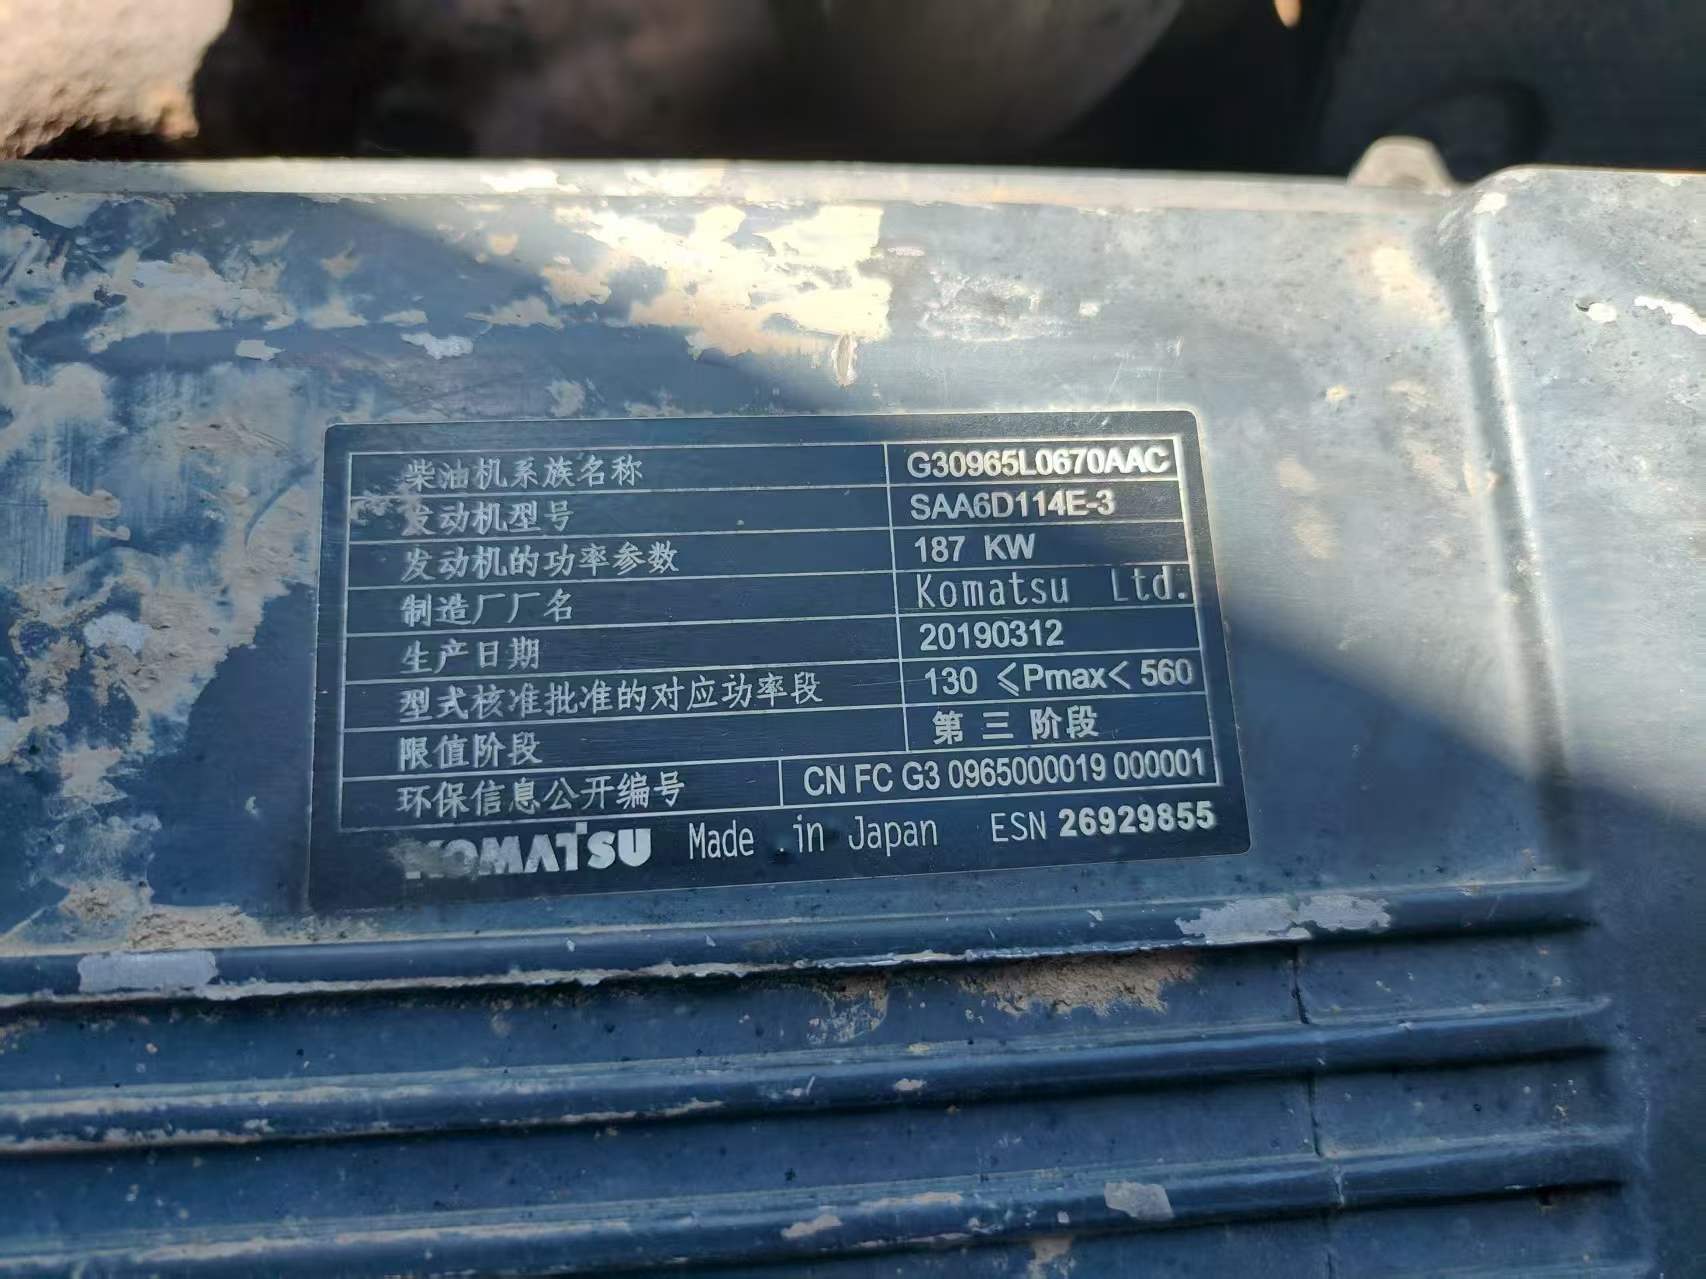 柴油机系族名称 G30965L0670AAC
发动机型号 SAA6D114E-3
发动机的功率参数 187 KW
制造厂厂名 Komatsu Ltd.
生产日期 20190312
型式核准批准的对应功率段 130 ≤Pmax< 560
限值阶段 第 三 阶段
环保信息公开编号 CN FC G3 0965000019 000001
KOMATSU Made in Japan ESN 26929855